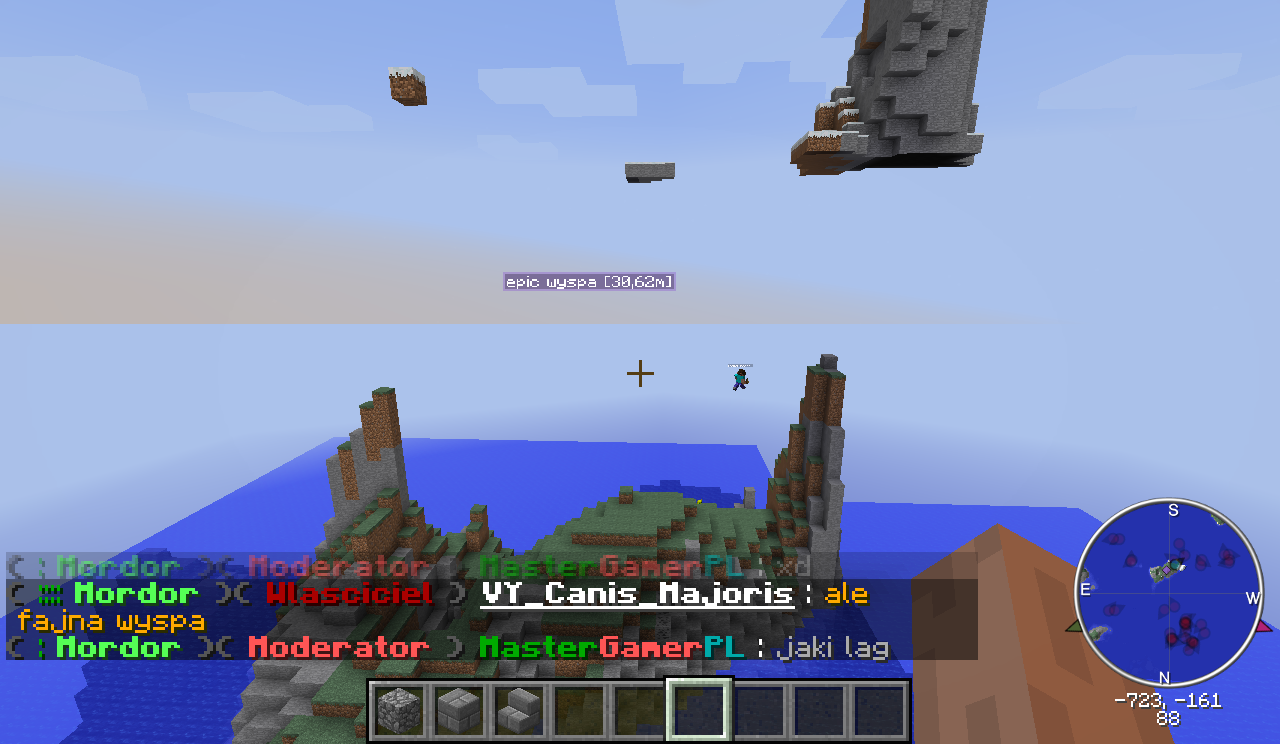 epic wyspa [30,62m]
( : Mordor )( Moderator ) MasterGamerPL : xd
( Mordor )( Wlasciciel ) VY_Canis_Majoris : ale
fajna wyspa
( : Mordor )( Moderator ) MasterGamerPL : jaki lag
S
E
W
N
-723, -161
88